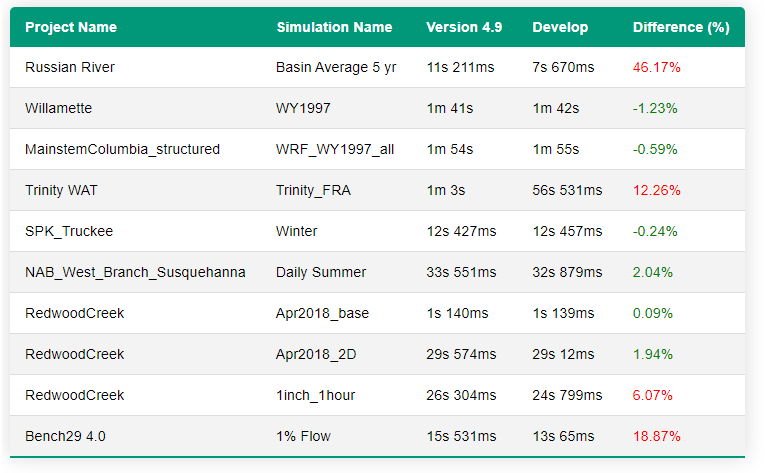 Project Name Simulation Name Version 4.9 Develop Difference (%)
Russian River Basin Average 5 yr 11s 211ms 7s 670ms 46.17%
Willamette WY1997 1m 41s 1m 42s -1.23%
MainstemColumbia_structured WRF_WY1997_all 1m 54s 1m 55s -0.59%
Trinity WAT Trinity_FRA 1m 3s 56s 531ms 12.26%
SPK_Truckee Winter 12s 427ms 12s 457ms -0.24%
NAB_West_Branch_Susquehanna Daily Summer 33s 551ms 32s 879ms 2.04%
RedwoodCreek Apr2018_base 1s 140ms 1s 139ms 0.09%
RedwoodCreek Apr2018_2D 29s 574ms 29s 12ms 1.94%
RedwoodCreek 1inch_1hour 26s 304ms 24s 799ms 6.07%
Bench29 4.0 1% Flow 15s 531ms 13s 65ms 18.87%